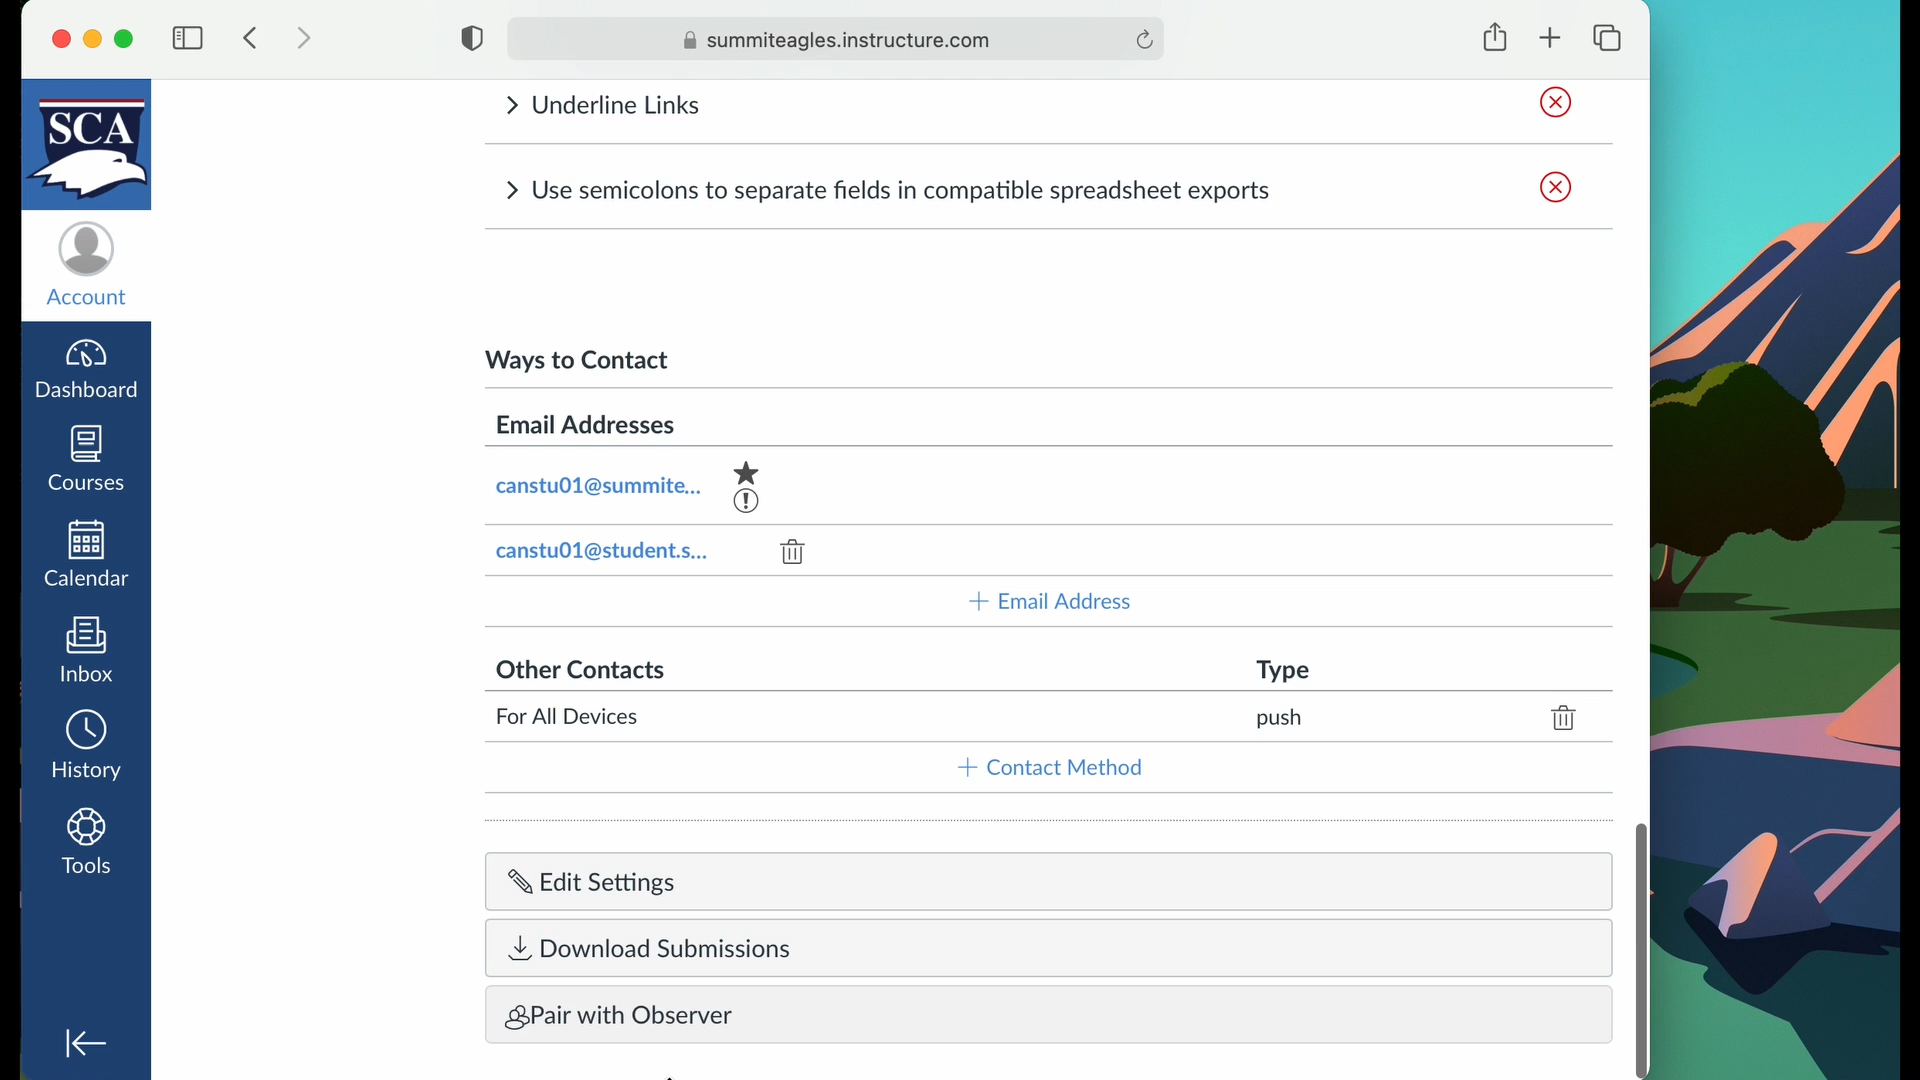 summiteagles.instructure.com
SCA
Account
Dashboard
Courses
Calendar
Inbox
History
Tools
Underline Links
Use semicolons to separate fields in compatible spreadsheet exports
Ways to Contact
Email Addresses
canstu01@summite...
canstu01@student.s...
Email Address
Other Contacts Type
For All Devices push
Contact Method
Edit Settings
Download Submissions
Pair with Observer